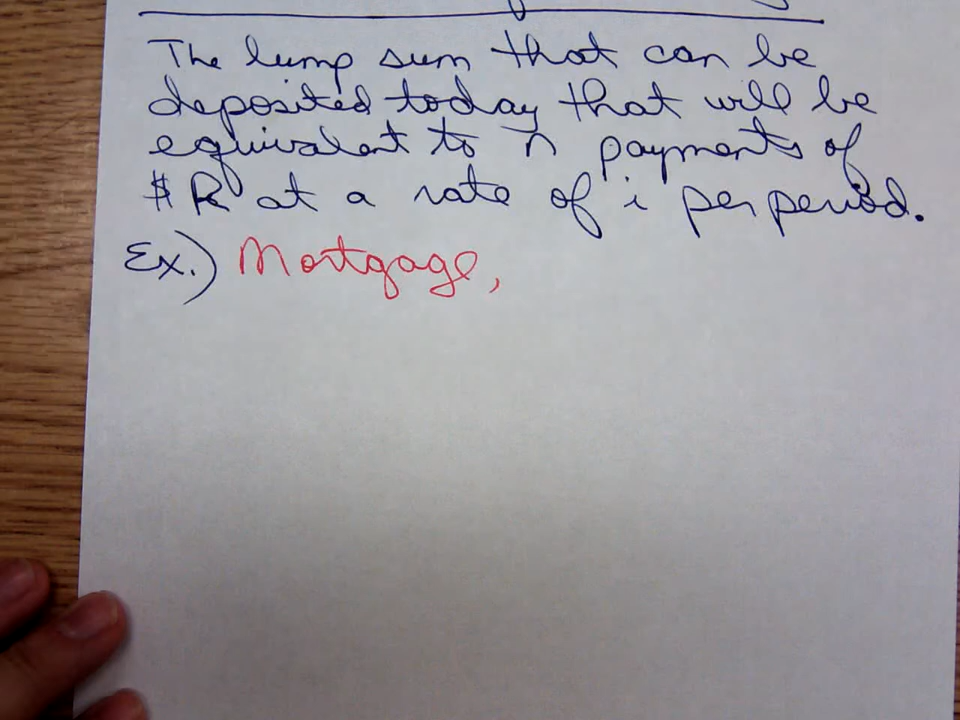 The lump sum that can be
deposited today that will be
equivalent to n payments of
$R at a rate of i per period.
Ex.) Mortgage,